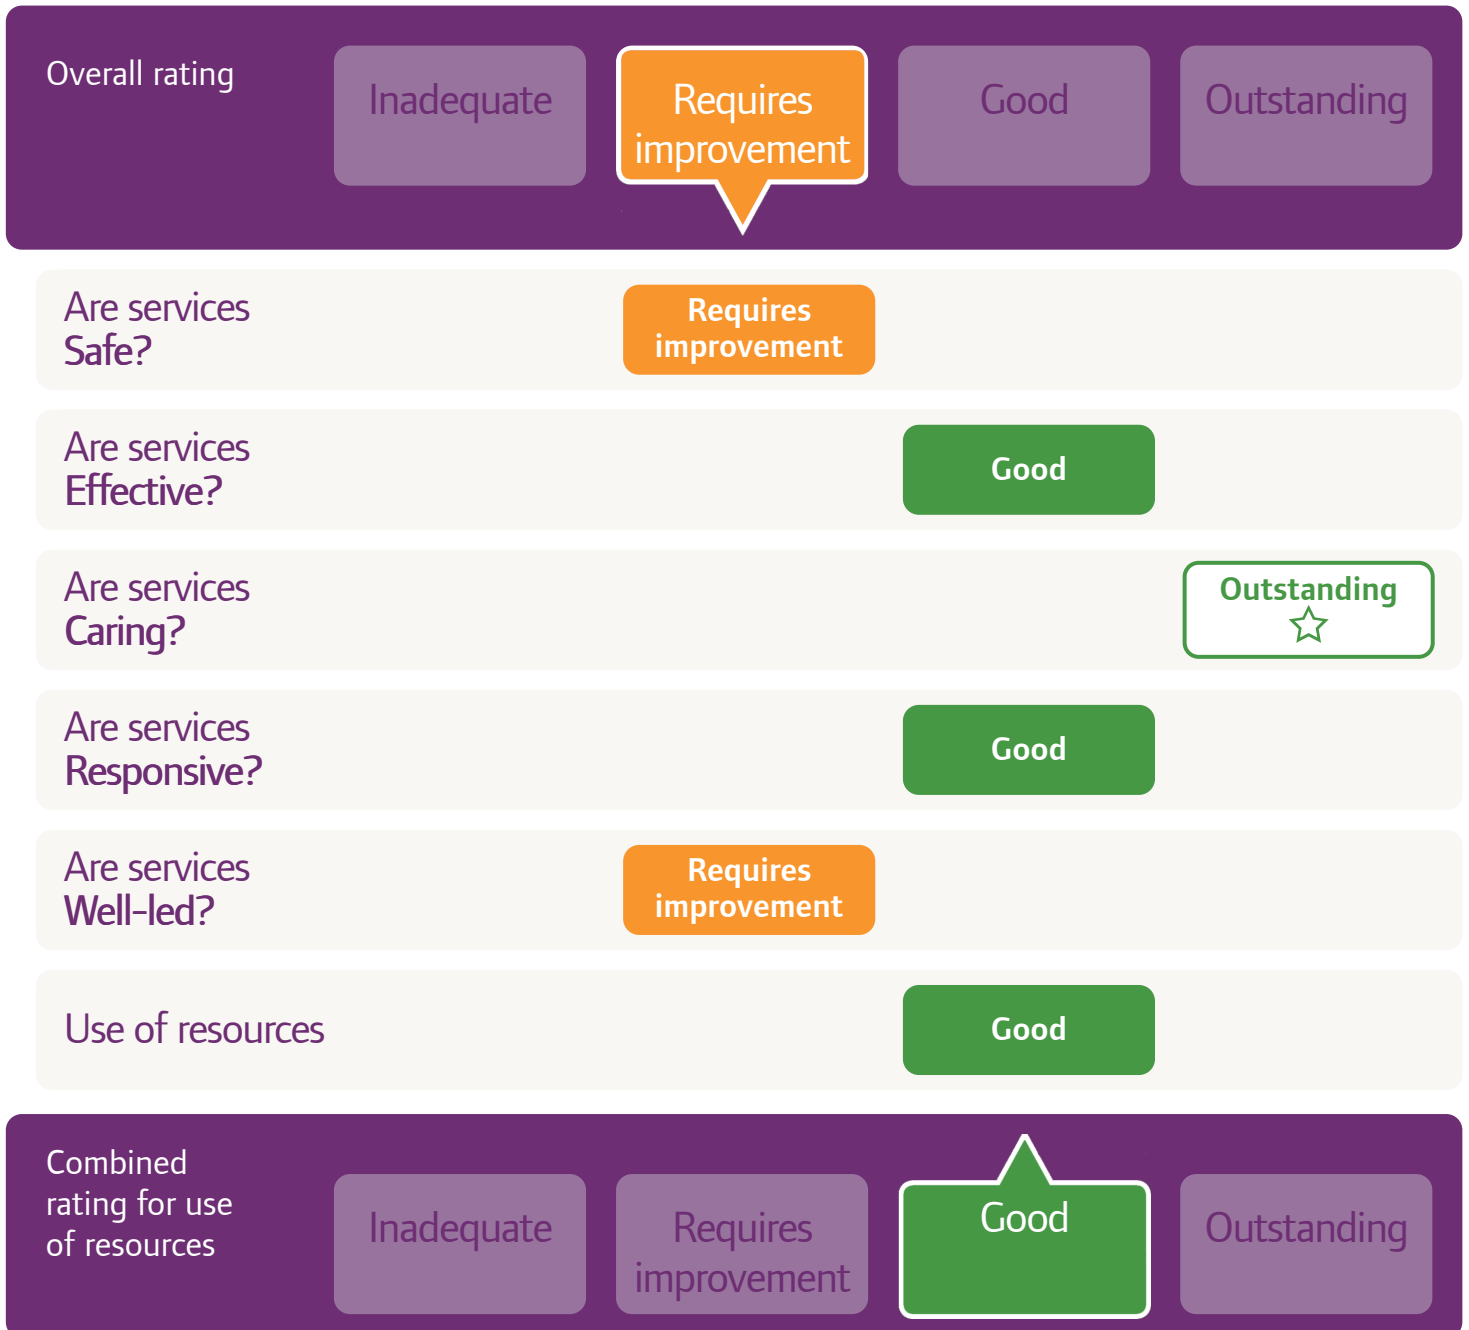 Overall rating
Inadequate
Requires
improvement
Good
Outstanding
Are services
Safe?
Requires
improvement
Are services
Effective?
Good
Are services
Caring?
Outstanding
Are services
Responsive?
Good
Are services
Well-led?
Requires
improvement
Use of resources
Good
Combined
rating for use
of resources
Inadequate
Requires
improvement
Good
Outstanding